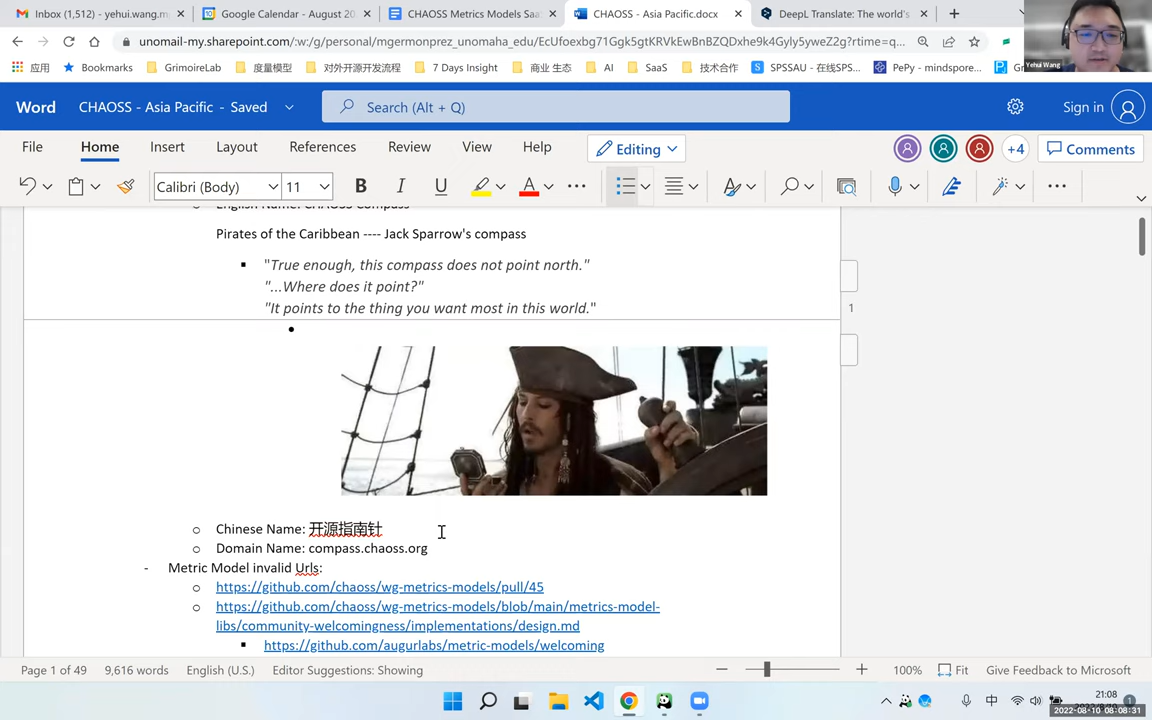 Inbox (1,512) - yehui.wang.m
Google Calendar - August 20
CHAOSS Metrics Models Saa
CHAOSS - Asia Pacific.docx
DeepL Translate: The world's
unomail-my.sharepoint.com/:w:/g/personal/mgermonprez_unomaha_edu/EcUfoexbg71Ggk5gtKRVkEwBnBZQDxhe9k4Gyly5yweZ2g?rtime=q...
Yehui Wang
应用
Bookmarks
GrimoireLab
度量模型
对外开源开发流程
7 Days Insight
商业 生态
AI
SaaS
技术合作
SPSSAU - 在线SPS...
PePy - mindspore...
Word
CHAOSS - Asia Pacific - Saved
Search (Alt + Q)
Sign in
File
Home
Insert
Layout
References
Review
View
Help
Editing
+4
Comments
Calibri (Body)
11
English Name: CHAOSS Compass
Pirates of the Caribbean ---- Jack Sparrow's compass
"True enough, this compass does not point north."
"...Where does it point?"
"It points to the thing you want most in this world."
1
Chinese Name: 开源指南针
Domain Name: compass.chaoss.org
- Metric Model invalid Urls:
https://github.com/chaoss/wg-metrics-models/pull/45
https://github.com/chaoss/wg-metrics-models/blob/main/metrics-model-
libs/community-welcomingness/implementations/design.md
https://github.com/augurlabs/metric-models/welcoming
Page 1 of 49
9,616 words
English (U.S.)
Editor Suggestions: Showing
100%
Fit
Give Feedback to Microsoft
中
21:08
2022-08-10 08:08:31